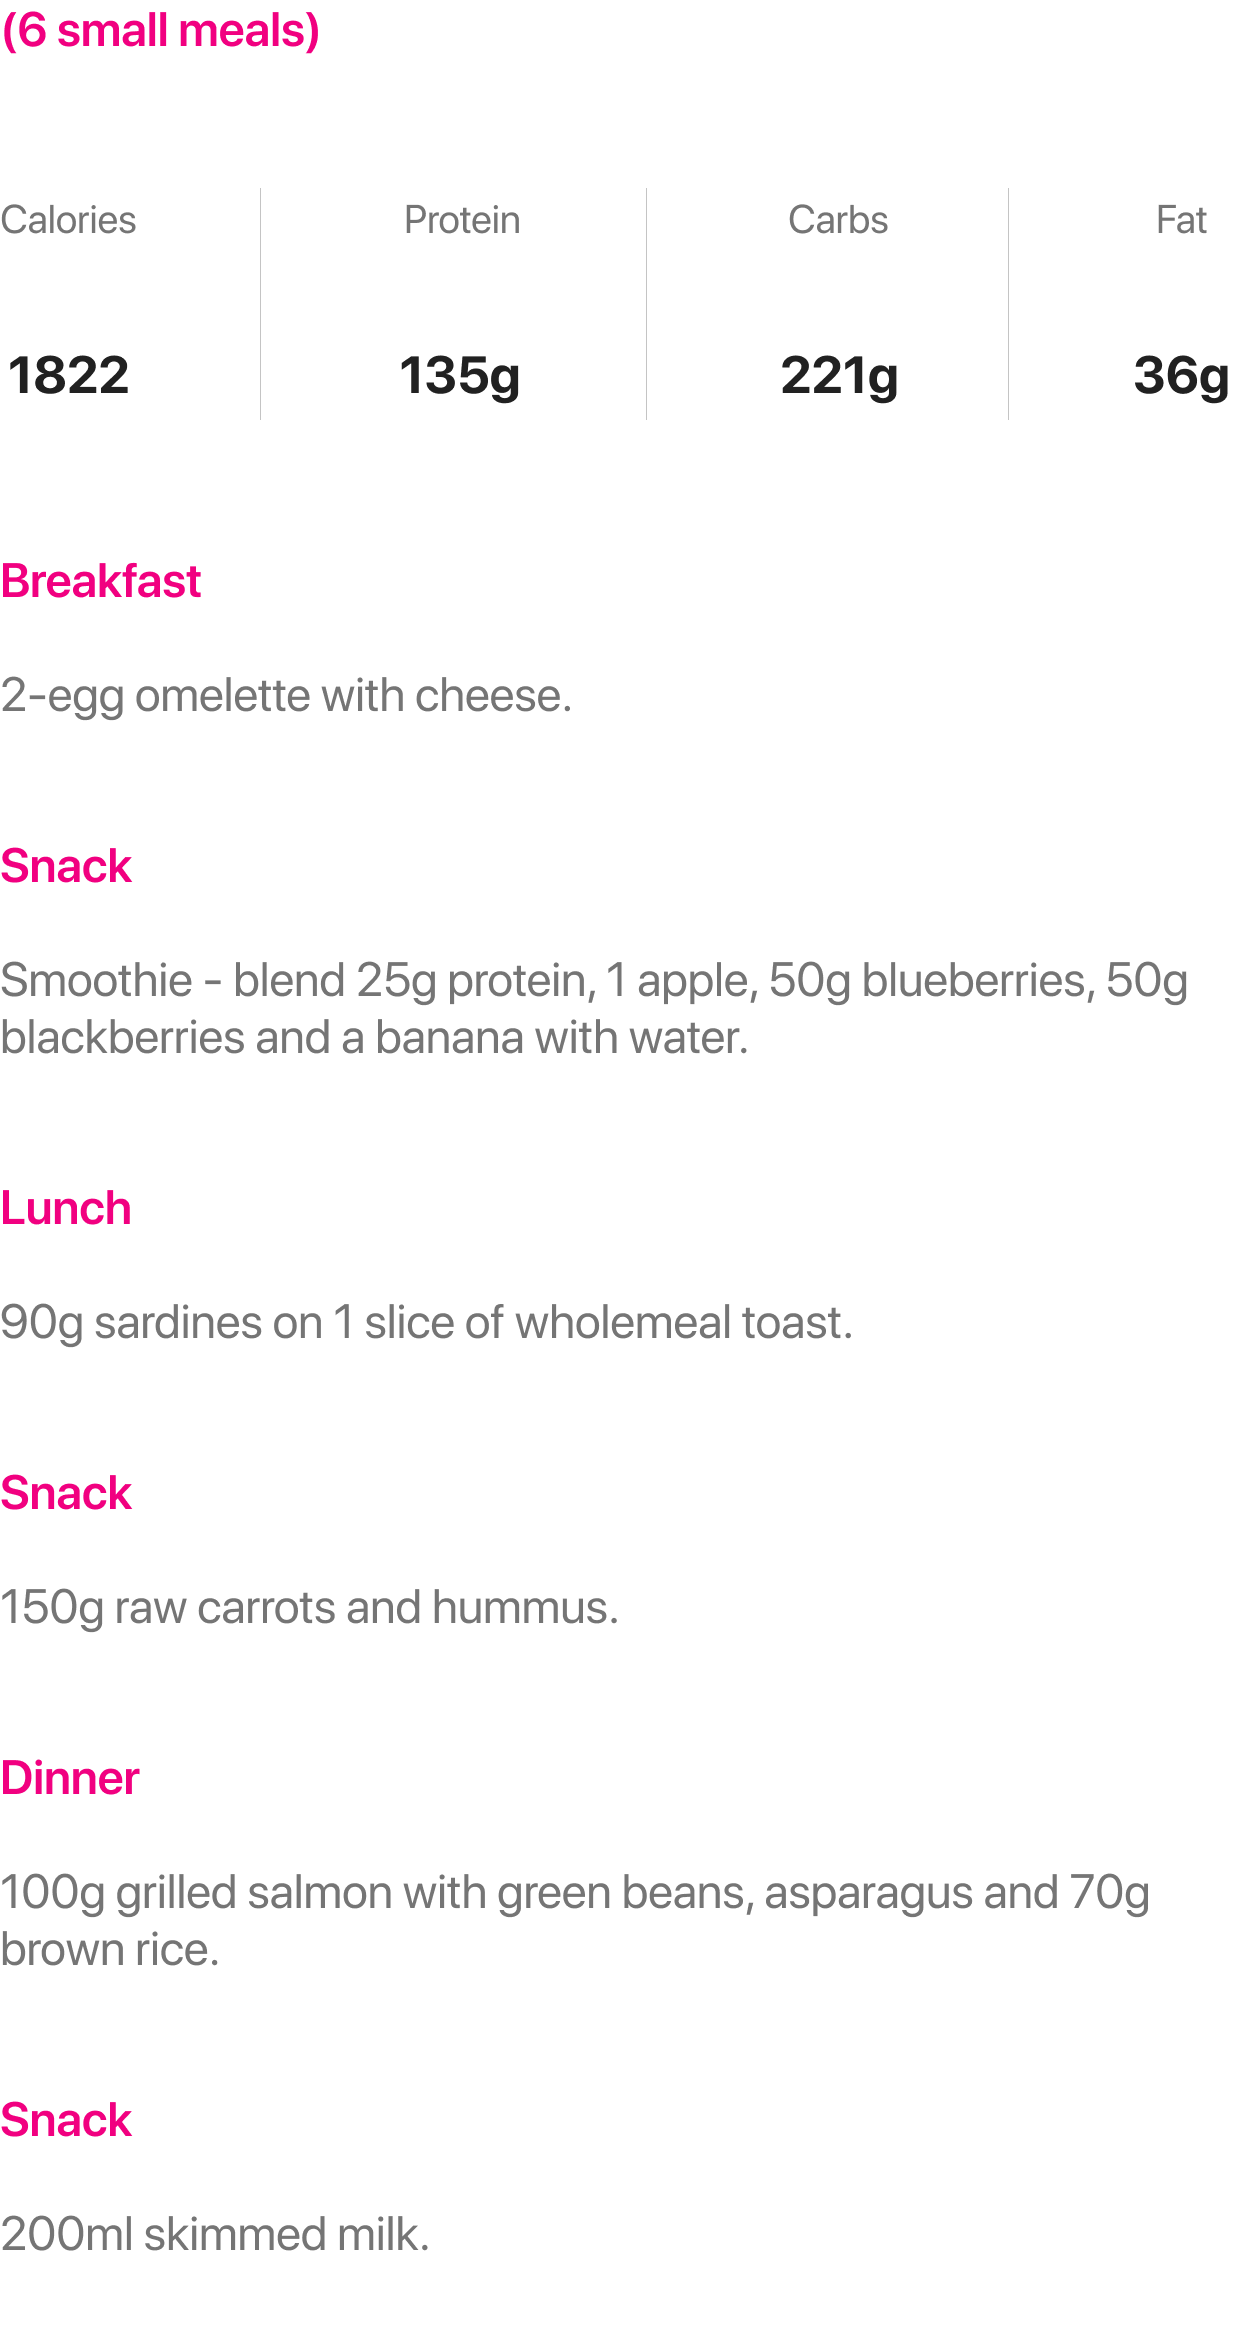 (6 small meals)
Calories Protein Carbs Fat
1822 135g 221g 36g
Breakfast
2-egg omelette with cheese.
Snack
Smoothie - blend 25g protein, 1 apple, 50g blueberries, 50g
blackberries and a banana with water.
Lunch
90g sardines on 1 slice of wholemeal toast.
Snack
150g raw carrots and hummus.
Dinner
100g grilled salmon with green beans, asparagus and 70g
brown rice.
Snack
200ml skimmed milk.